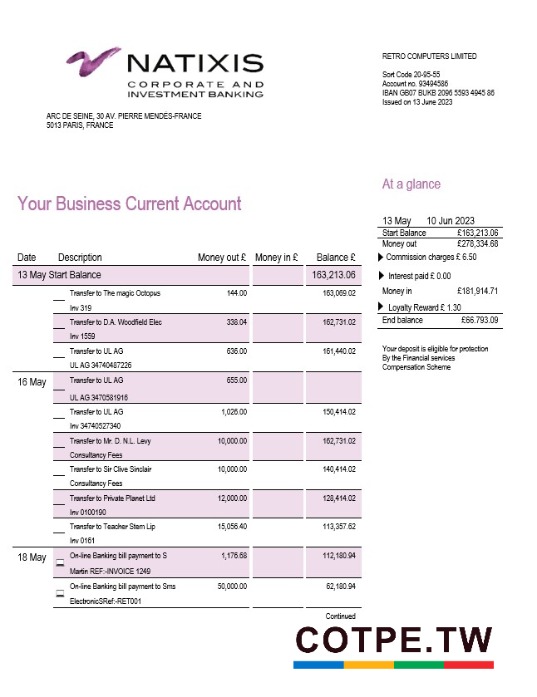 NATIXIS
CORPORATE AND
INVESTMENT BANKING
ARC DE SEINE, 30 AV. PIERRE MENDÈS-FRANCE
5013 PARIS, FRANCE
RETRO COMPUTERS LIMITED
Sort Code 20-95-55
Account no. 93494586
IBAN GB07 BUKB 2096 5593 4945 86
Issued on 13 June 2023
Your Business Current Account
At a glance
13 May 10 Jun 2023
Start Balance £163,213.06
Money out £278,334.68
Commission charges £ 6.50
Interest paid £ 0.00
Money in £181,914.71
Loyalty Reward £ 1.30
End balance £66.793.09
Your deposit is eligible for protection
By the Financial services
Compensation Scheme
Date Description Money out £ Money in £ Balance £
13 May Start Balance 163,213.06
Transfer to The magic Octopus 144.00 163,069.02
Inv 319
Transfer to D.A. Woodfield Elec 338.04 162,731.02
Inv 1559
Transfer to UL AG 636.00 161,440.02
UL AG 34740487226
16 May Transfer to UL AG 655.00
UL AG 3470581916
Transfer to UL AG 1,026.00 150,414.02
Inv 34740527340
Transfer to Mr. D. N.L. Levy 10,000.00 162,731.02
Consultancy Fees
Transfer to Sir Clive Sinclair 10,000.00 140,414.02
Consultancy Fees
Transfer to Private Planet Ltd 12,000.00 128,414.02
Inv 0100190
Transfer to Teacher Stem Lip 15,056.40 113,357.62
Inv 0161
18 May On-line Banking bill payment to S 1,176.68 112,180.94
Martin REF:-INVOICE 1249
On-line Banking bill payment to Sms 50,000.00 62,180.94
ElectronicSRef:-RET001
Continued
COTPE.TW